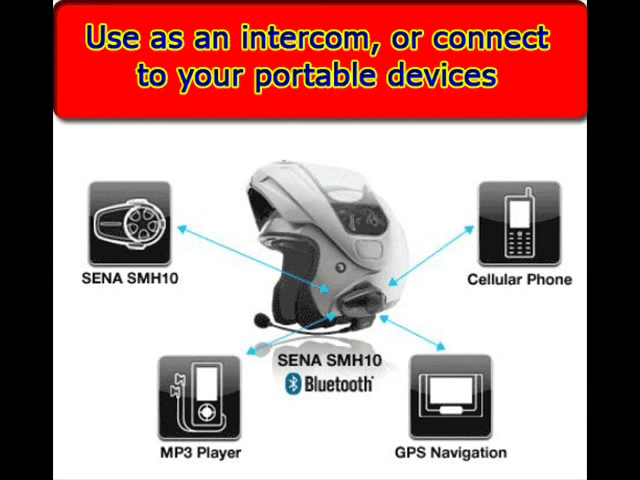 Use as an intercom, or connect
to your portable devices
SENA SMH10
Cellular Phone
SENA SMH10
Bluetooth
MP3 Player
GPS Navigation